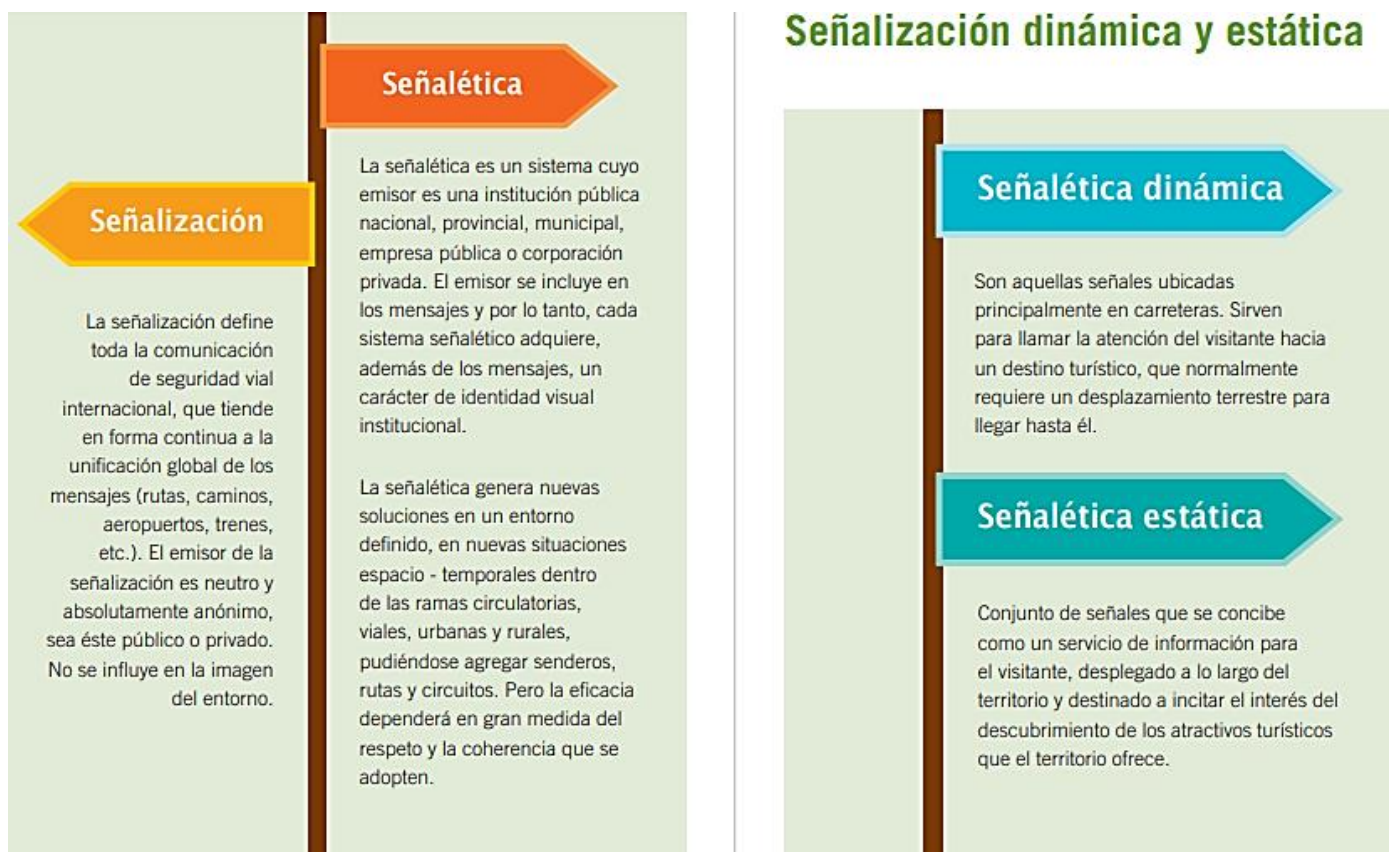 Señalética
La señalética es un sistema cuyo
emisor es una institución pública
nacional, provincial, municipal,
empresa pública o corporación
privada. El emisor se incluye en
los mensajes y por lo tanto, cada
sistema señalético adquiere,
además de los mensajes, un
carácter de identidad visual
institucional.
La señalética genera nuevas
soluciones en un entorno
definido, en nuevas situaciones
espacio - temporales dentro
de las ramas circulatorias,
viales, urbanas y rurales,
pudiéndose agregar senderos,
rutas y circuitos. Pero la eficacia
dependerá en gran medida del
respeto y la coherencia que se
adopten.
Señalización
La señalización define
toda la comunicación
de seguridad vial
internacional, que tiende
en forma continua a la
unificación global de los
mensajes (rutas, caminos,
aeropuertos, trenes,
etc.). El emisor de la
señalización es neutro y
absolutamente anónimo,
sea éste público o privado.
No se influye en la imagen
del entorno.
Señalización dinámica y estática
Señalética dinámica
Son aquellas señales ubicadas
principalmente en carreteras. Sirven
para llamar la atención del visitante hacia
un destino turístico, que normalmente
requiere un desplazamiento terrestre para
llegar hasta él.
Señalética estática
Conjunto de señales que se concibe
como un servicio de información para
el visitante, desplegado a lo largo del
territorio y destinado a incitar el interés del
descubrimiento de los atractivos turísticos
que el territorio ofrece.